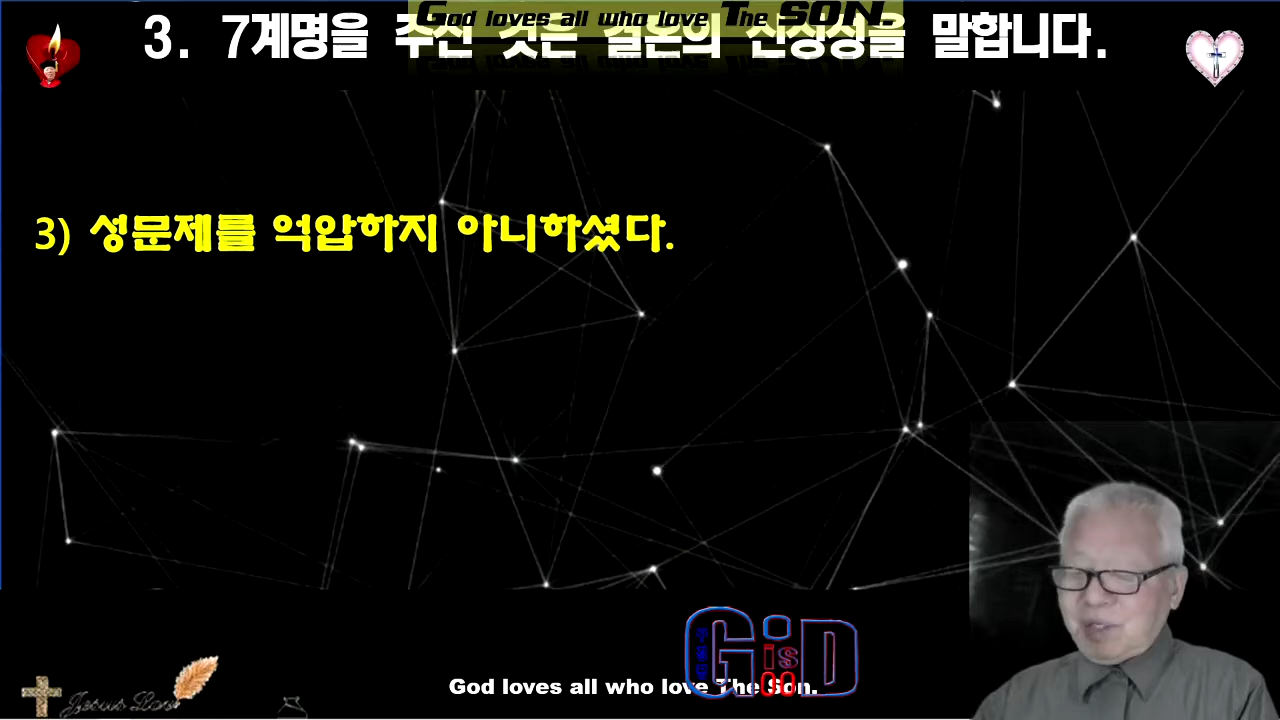 God loves all who love The SON.
3. 7계명을 주신 것은 결혼의 신성성을 말합니다.
3) 성문제를 억압하지 아니하셨다.
GisD
God loves all who love The Son.
Jesus